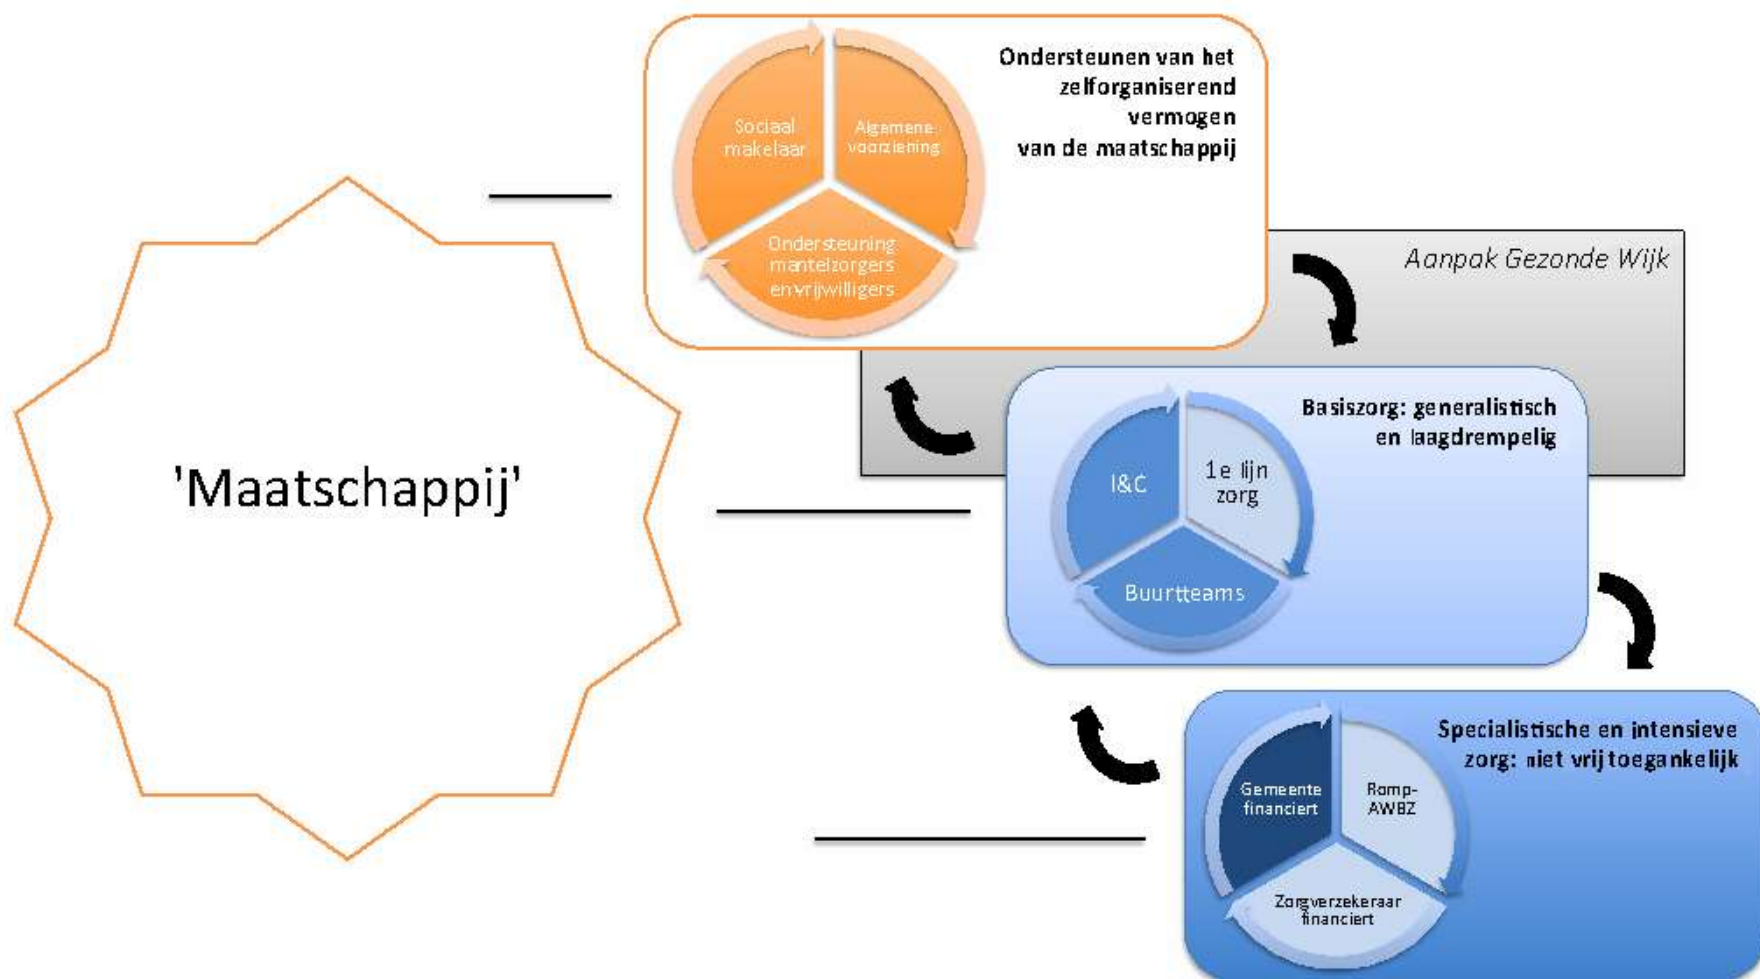 Ondersteunen van het
zelforganiserend
vermogen
van de maatschappij
Sociaal
makelaar
Algemene
voorziening
Ondersteuning
mantelzorgers
en vrijwilligers
Aanpak Gezonde Wijk
'Maatschappij'
Basiszorg: generalistisch
en laagdrempelig
I&C
1e lijn
zorg
Buurtteams
Specialistische en intensieve
zorg: niet vrij toegankelijk
Gemeente
financiert
Romp-
AWBZ
Zorgverzekeraar
financiert